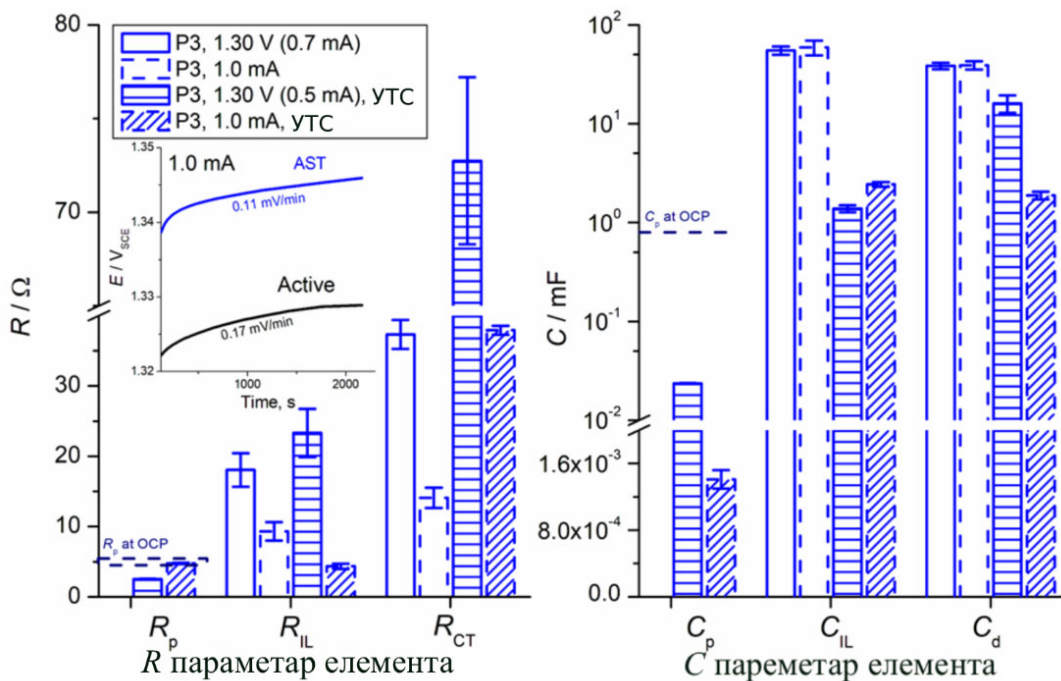 80
70
30
20
10
0
R / Ω
P3, 1.30 V (0.7 mA)
P3, 1.0 mA
P3, 1.30 V (0.5 mA), УТС
P3, 1.0 mA, УТС
1.35
1.34
1.33
1.32
E / V_SCE
1.0 mA
AST
0.11 mV/min
Active
0.17 mV/min
1000
2000
Time, s
R_p at OCP
R_p
R_IL
R_CT
R параметар елемента
10^2
10^1
10^0
10^-1
10^-2
1.6x10^-3
8.0x10^-4
0.0
C / mF
C_p at OCP
C_p
C_IL
C_d
C пареметар елемента